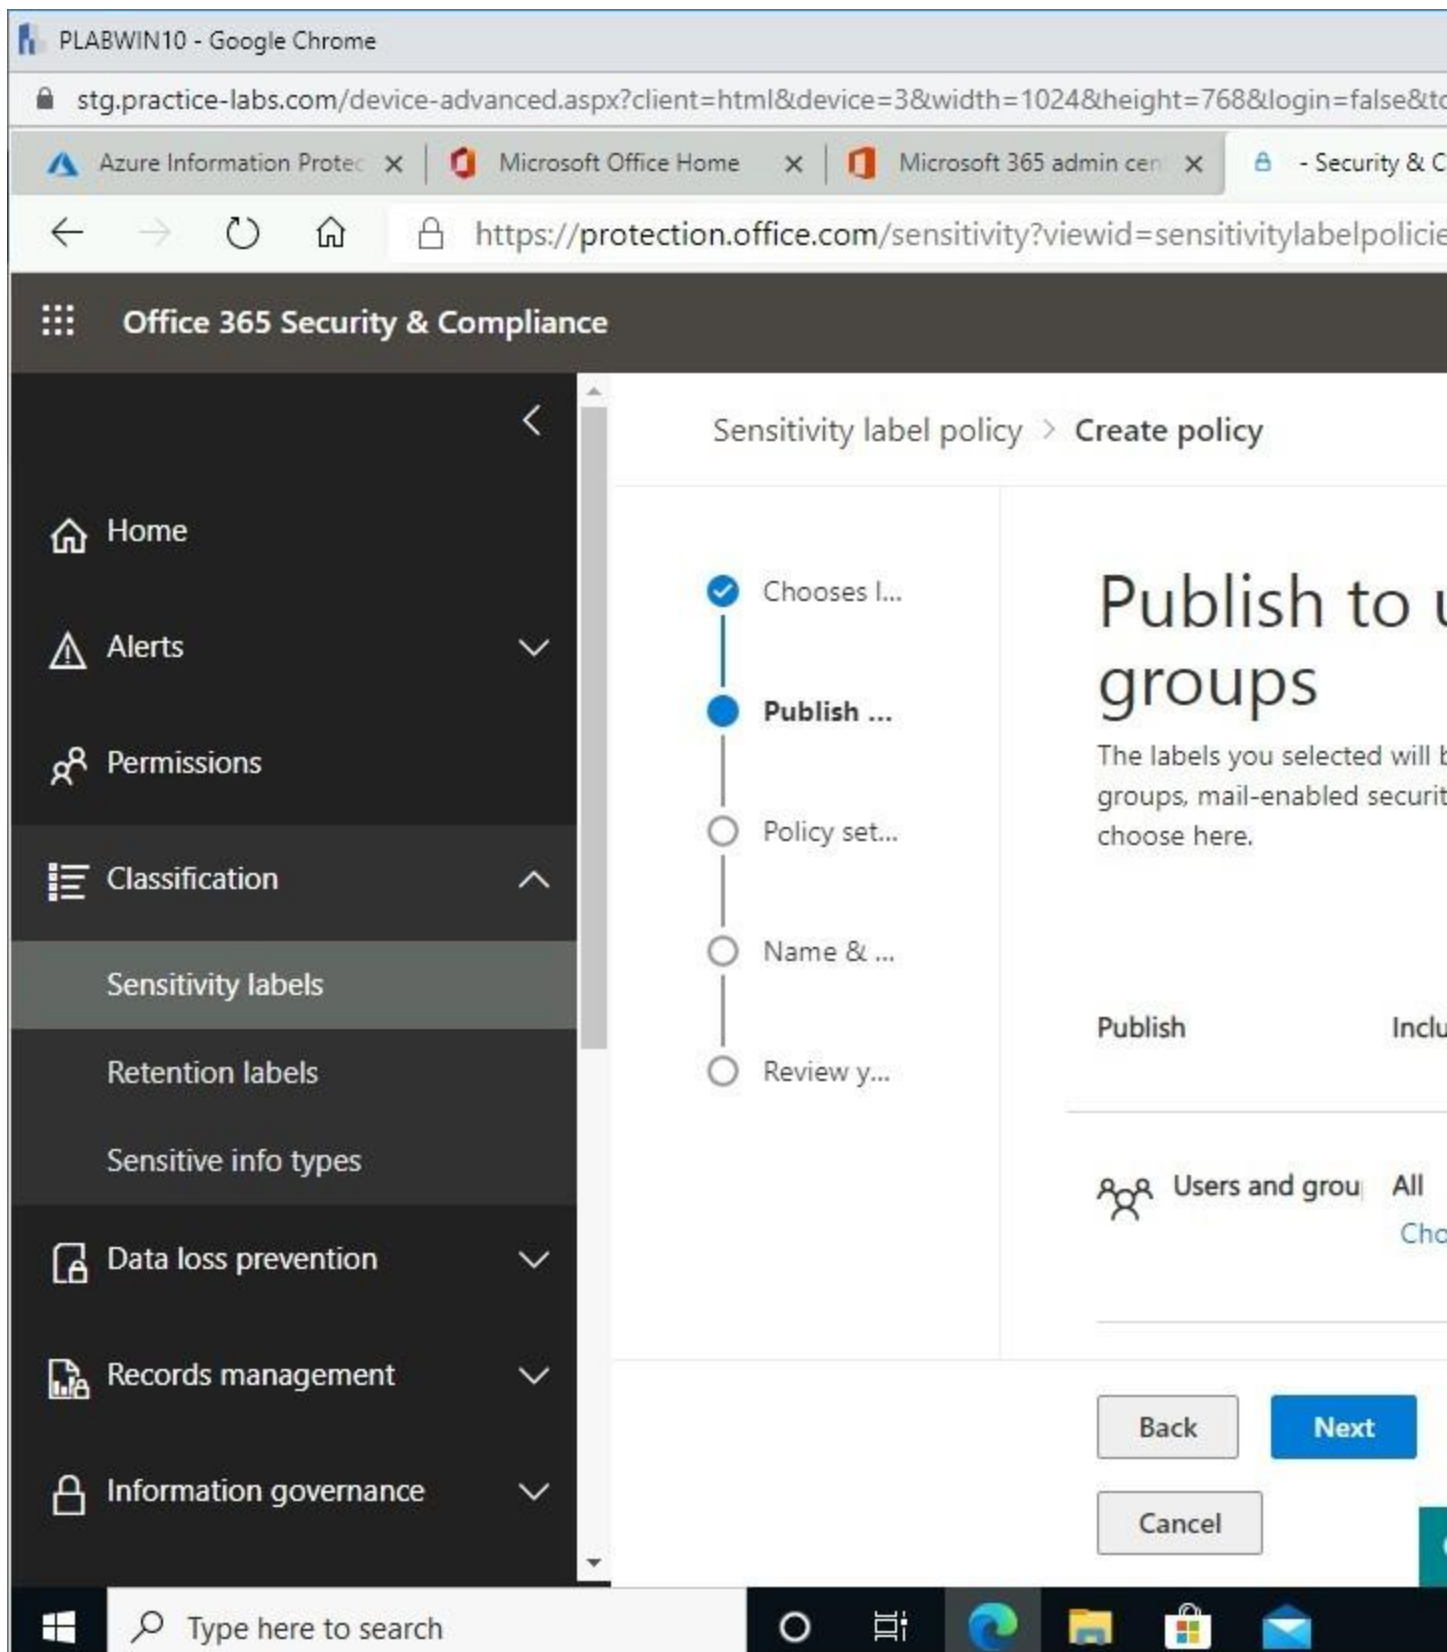 PLABWIN10 - Google Chrome
stg.practice-labs.com/device-advanced.aspx?client=html&device=3&width=1024&height=768&login=false&to
Azure Information Protec
Microsoft Office Home
Microsoft 365 admin cen
- Security & C
https://protection.office.com/sensitivity?viewid=sensitivitylabelpolicie
Office 365 Security & Compliance
Sensitivity label policy > Create policy
Home
Alerts
Permissions
Classification
Sensitivity labels
Retention labels
Sensitive info types
Data loss prevention
Records management
Information governance
Chooses l...
Publish ...
Policy set...
Name & ...
Review y...
Publish to u
groups
The labels you selected will b
groups, mail-enabled securit
choose here.
Publish
Inclu
Users and grou
All
Cho
Back
Next
Cancel
Type here to search